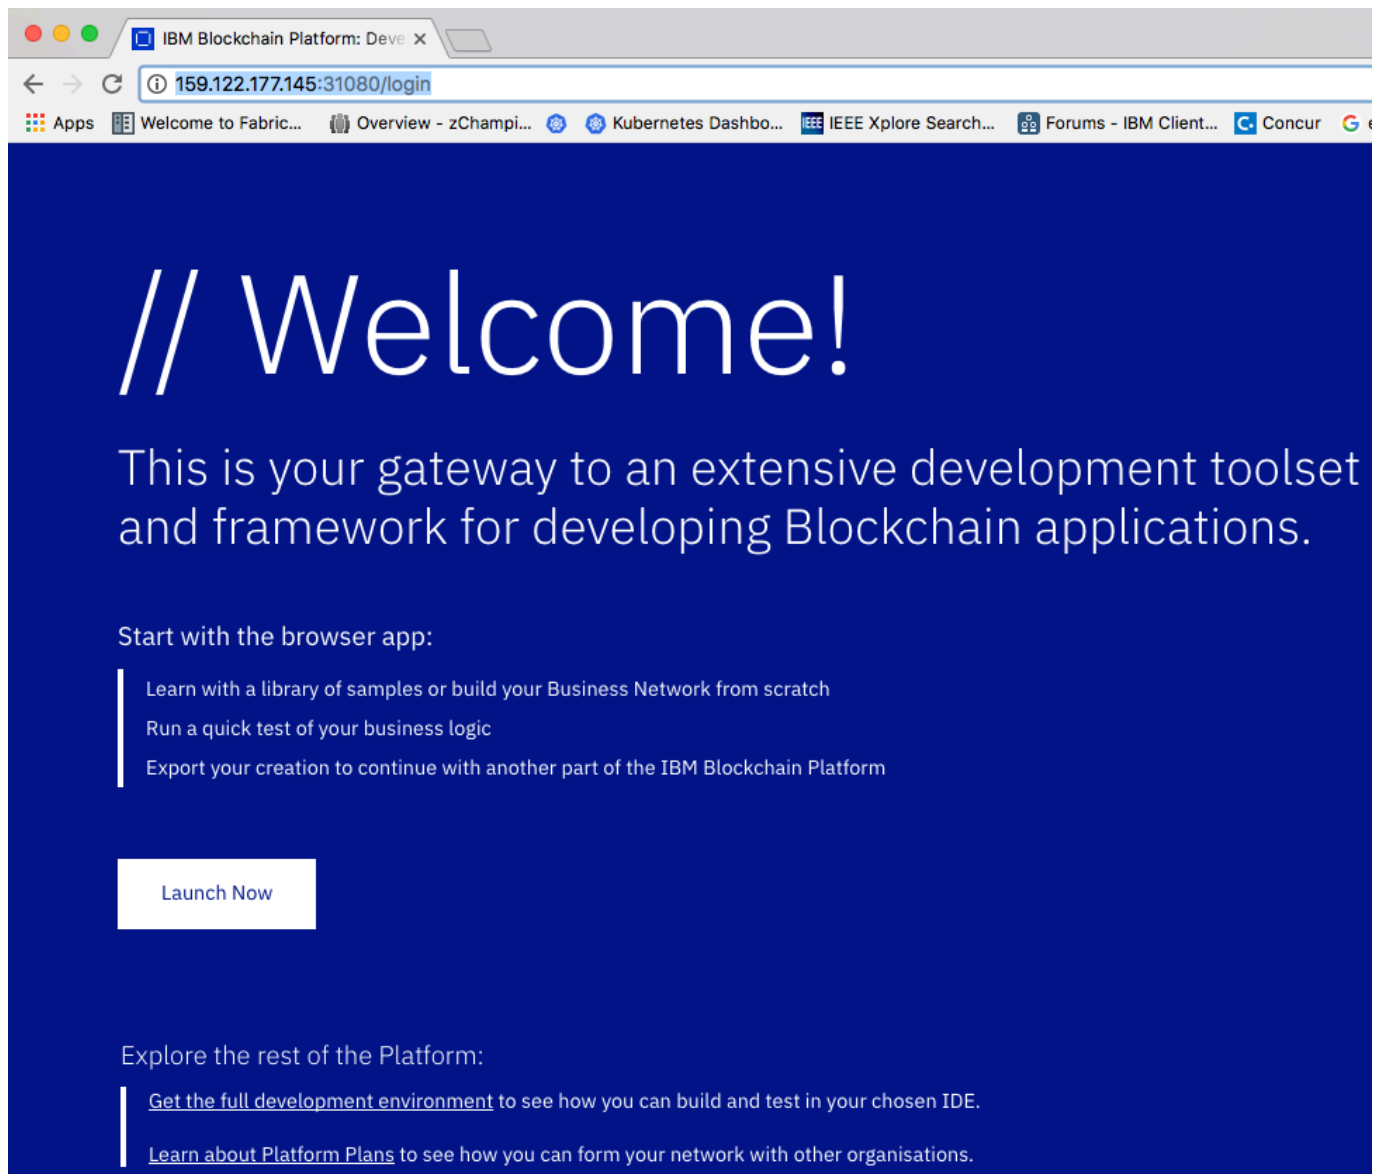 IBM Blockchain Platform: Deve
159.122.177.145:31080/login
Apps Welcome to Fabric... Overview - zChampi... Kubernetes Dashbo... IEEE IEEE Xplore Search... Forums - IBM Client... C. Concur G
// Welcome!
This is your gateway to an extensive development toolset
and framework for developing Blockchain applications.
Start with the browser app:
Learn with a library of samples or build your Business Network from scratch
Run a quick test of your business logic
Export your creation to continue with another part of the IBM Blockchain Platform
Launch Now
Explore the rest of the Platform:
Get the full development environment to see how you can build and test in your chosen IDE.
Learn about Platform Plans to see how you can form your network with other organisations.